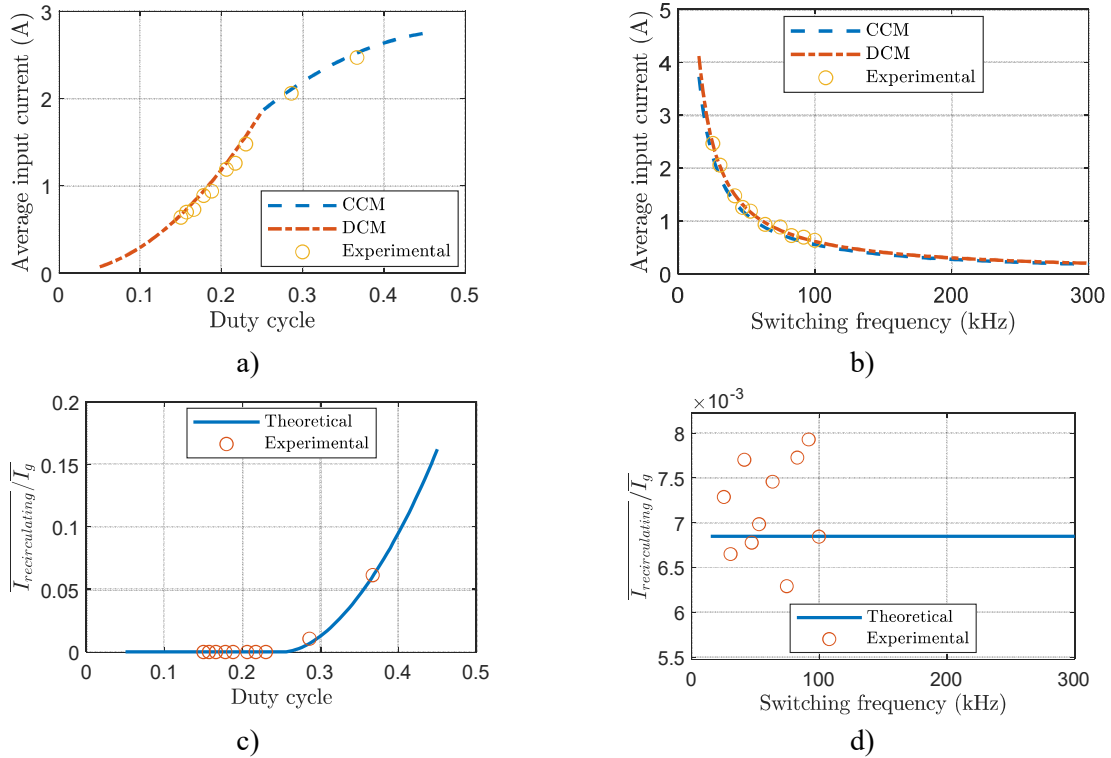 3
2
1
0
Average input current (A)
CCM
DCM
Experimental
0 0.1 0.2 0.3 0.4 0.5
Duty cycle
a)
5
4
3
2
1
0
Average input current (A)
CCM
DCM
Experimental
0 100 200 300
Switching frequency (kHz)
b)
0.2
0.15
0.1
0.05
0
I_recirculating/I_g
Theoretical
Experimental
0 0.1 0.2 0.3 0.4 0.5
Duty cycle
c)
×10⁻³
8
7.5
7
6.5
6
5.5
I_recirculating/I_g
Theoretical
Experimental
0 100 200 300
Switching frequency (kHz)
d)